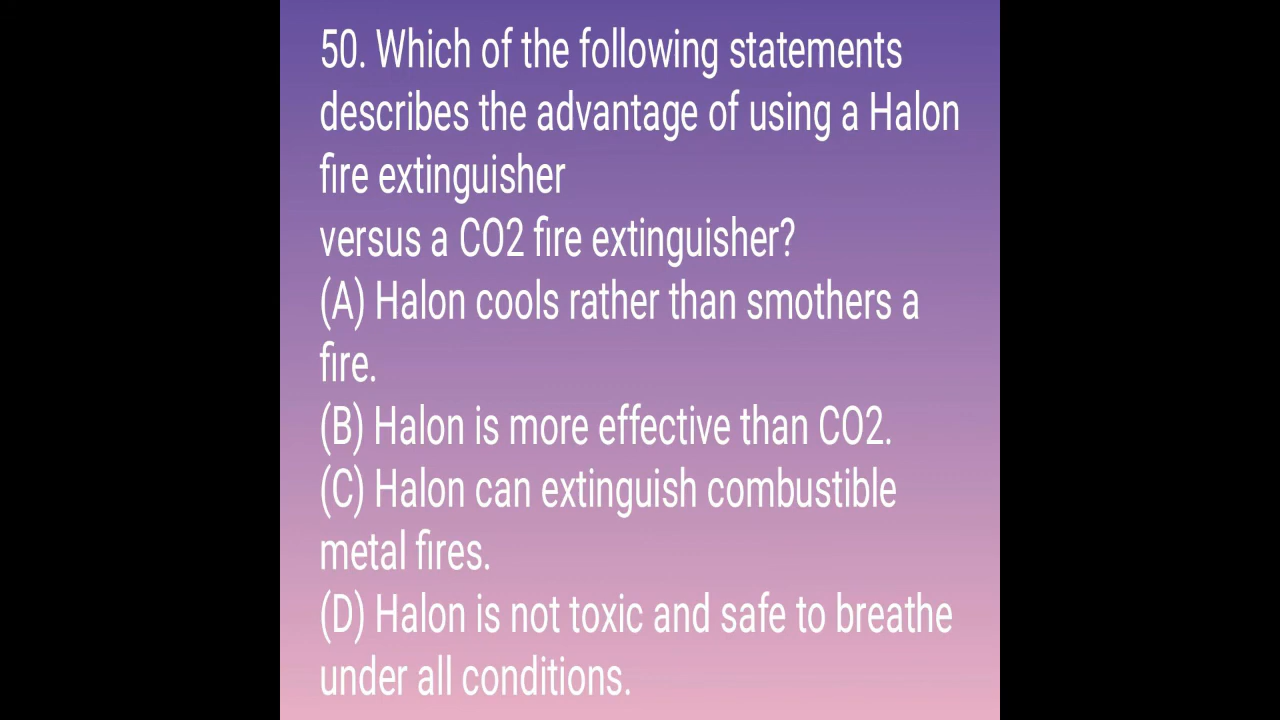 50. Which of the following statements
describes the advantage of using a Halon
fire extinguisher
versus a CO2 fire extinguisher?
(A) Halon cools rather than smothers a
fire.
(B) Halon is more effective than CO2.
(C) Halon can extinguish combustible
metal fires.
(D) Halon is not toxic and safe to breathe
under all conditions.